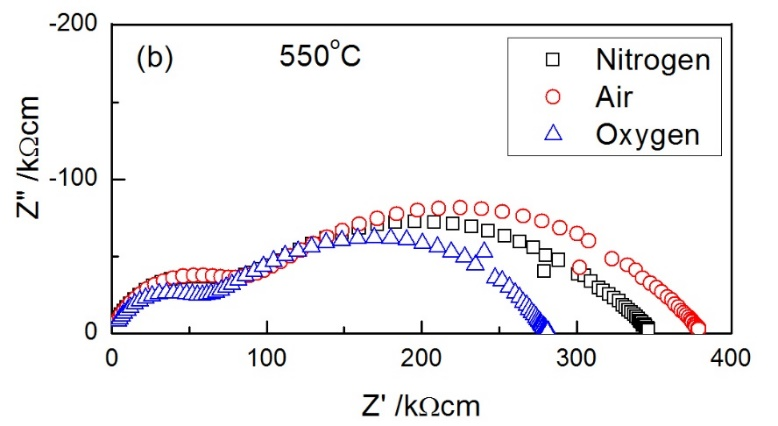 -200
(b) 550°C
Nitrogen
Air
Oxygen
-100
0
0 100 200 300 400
Z" /kΩcm
Z' /kΩcm